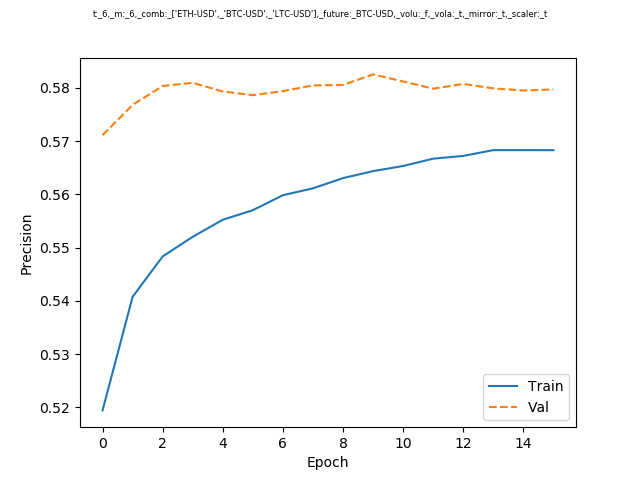 t:_6,_m:_6,_comb:_['ETH-USD',_'BTC-USD',_'LTC-USD'],_future:_BTC-USD,_volu:_f,_vola:_t,_mirror:_t,_scaler:_t
0.58
0.57
0.56
0.55
0.54
0.53
0.52
Precision
0 2 4 6 8 10 12 14
Epoch
Train
Val